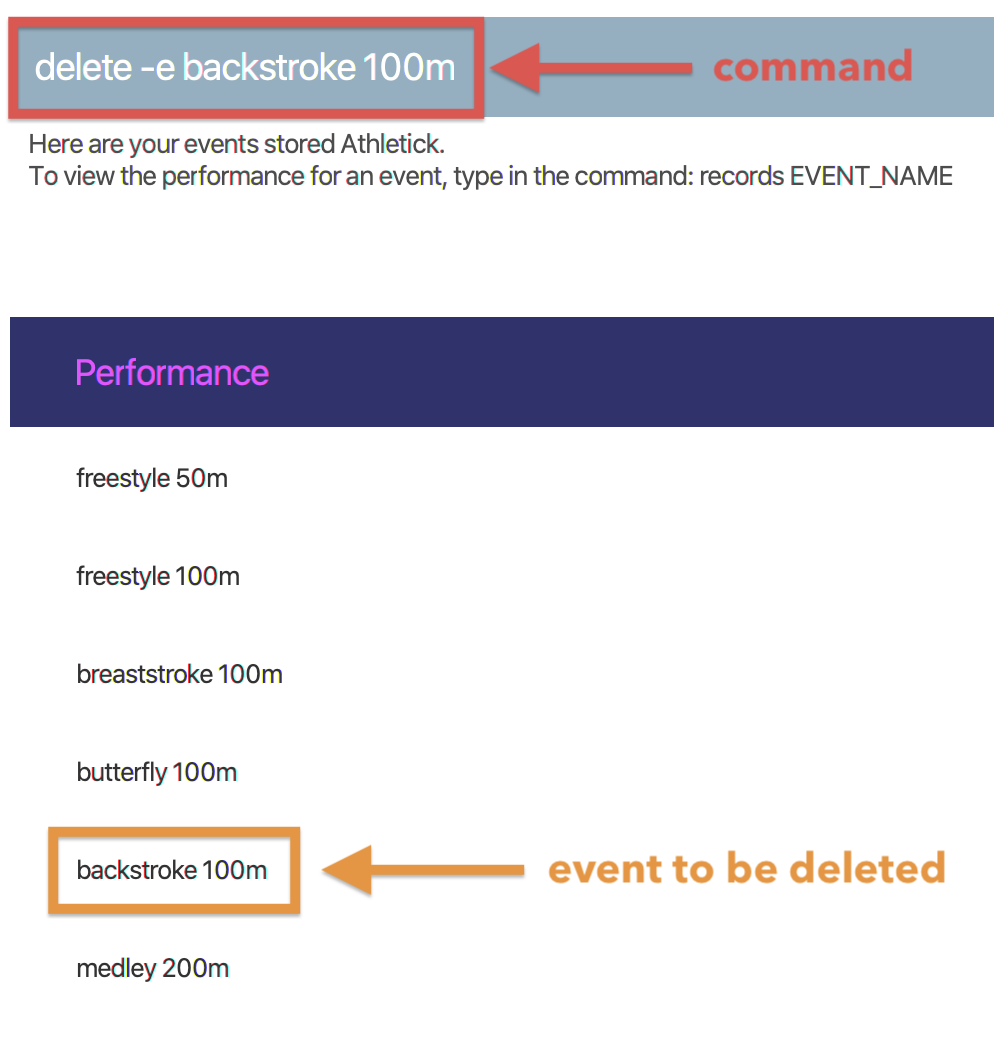 delete -e backstroke 100m
command
Here are your events stored Athletick.
To view the performance for an event, type in the command: records EVENT_NAME
Performance
freestyle 50m
freestyle 100m
breaststroke 100m
butterfly 100m
backstroke 100m
event to be deleted
medley 200m